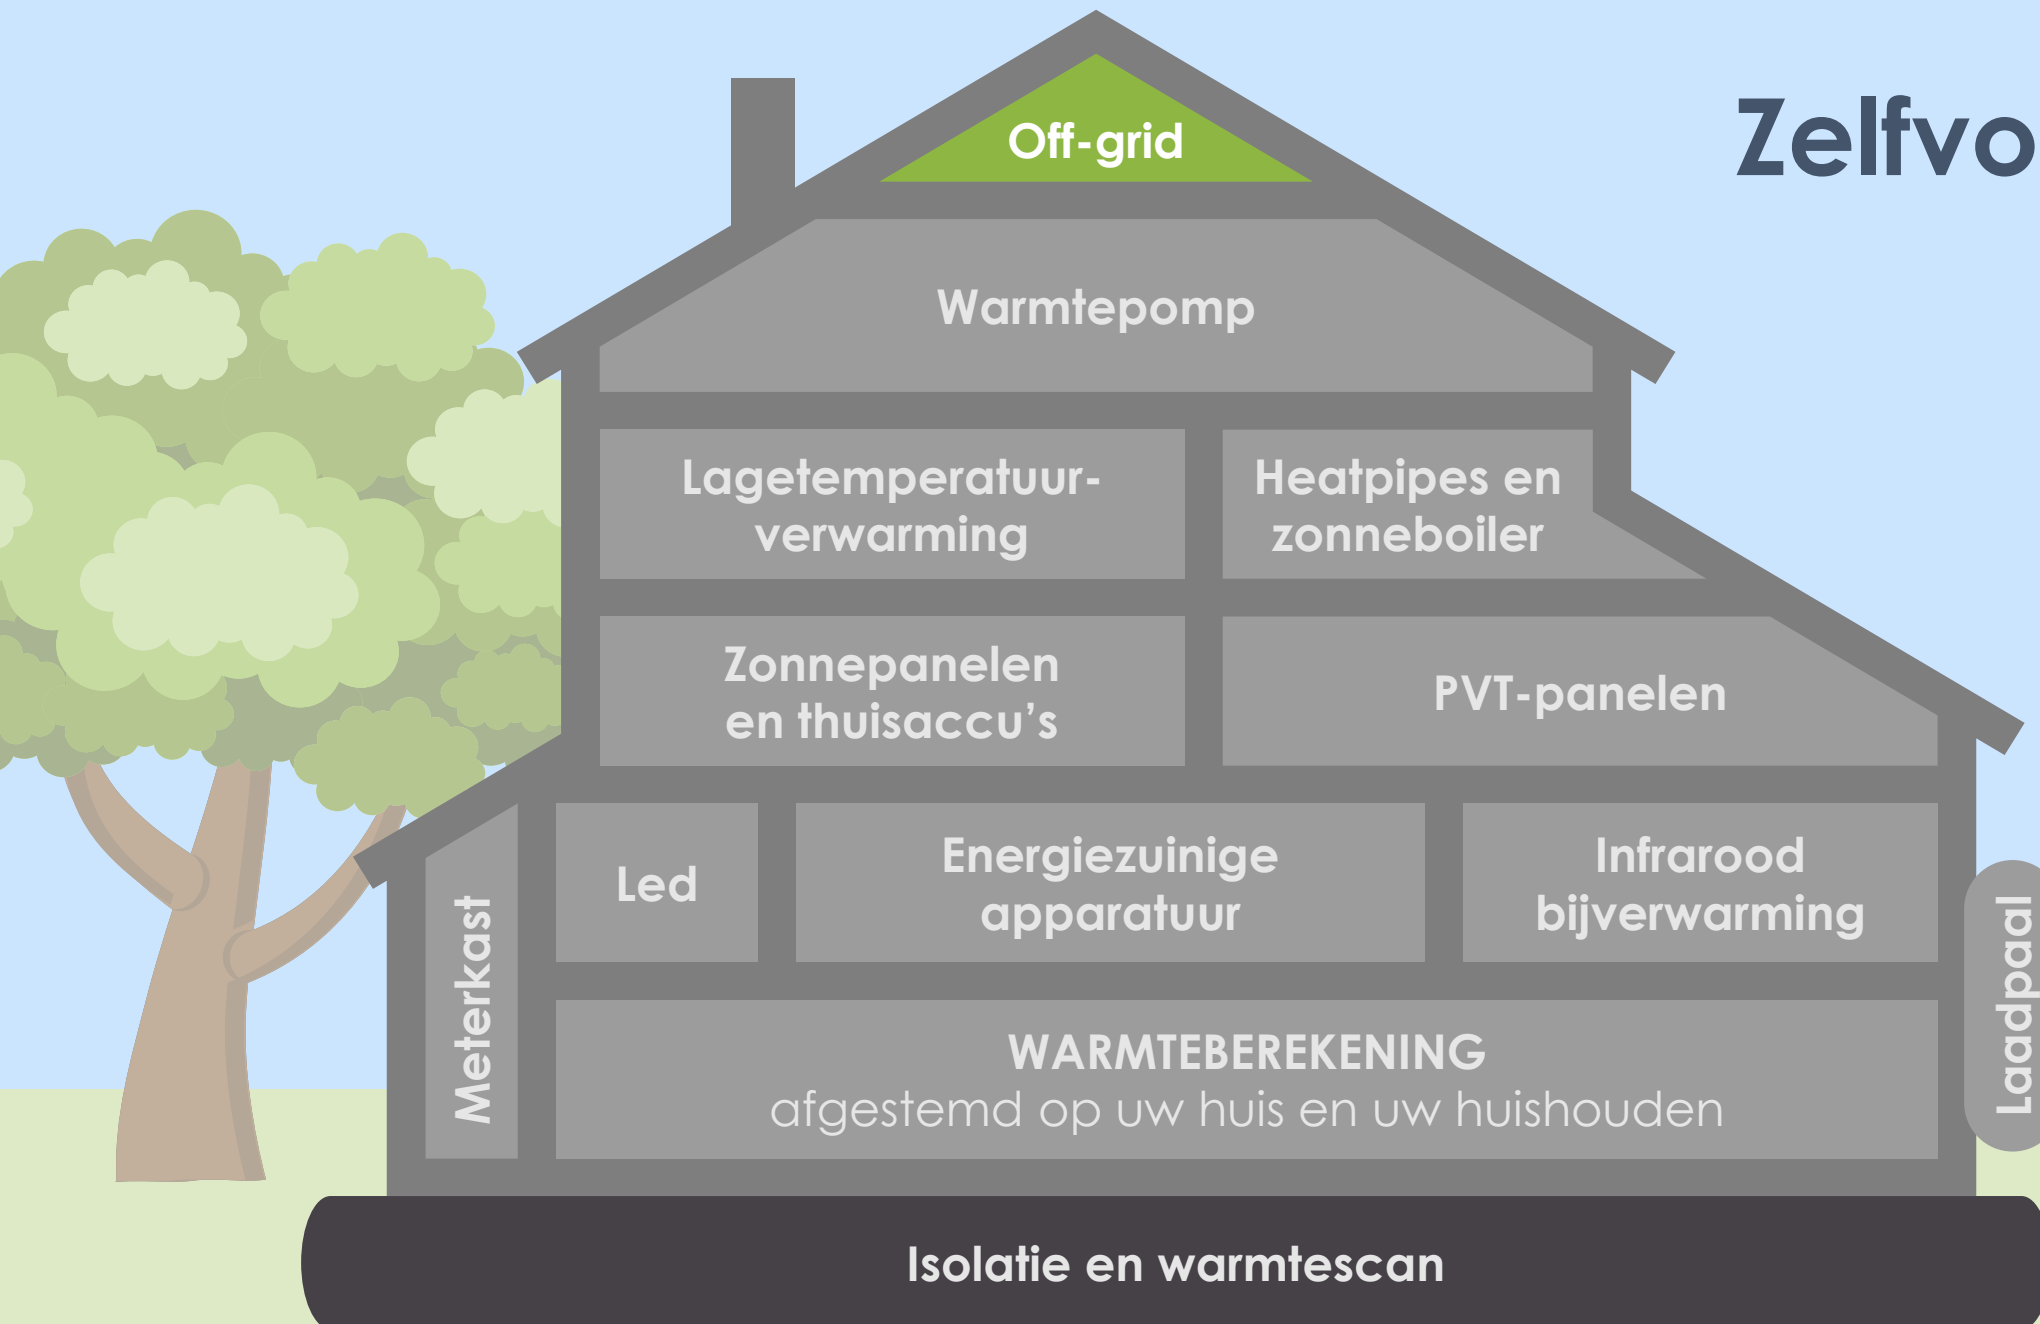 Zelfvo
Off-grid
Warmtepomp
Lagetemperatuur-
verwarming
Heatpipes en
zonneboiler
Zonnepanelen
en thuisaccu’s
PVT-panelen
Meterkast
Led
Energiezuinige
apparatuur
Infrarood
bijverwarming
Laadpaal
WARMTEBEREKENING
afgestemd op uw huis en uw huishouden
Isolatie en warmtescan